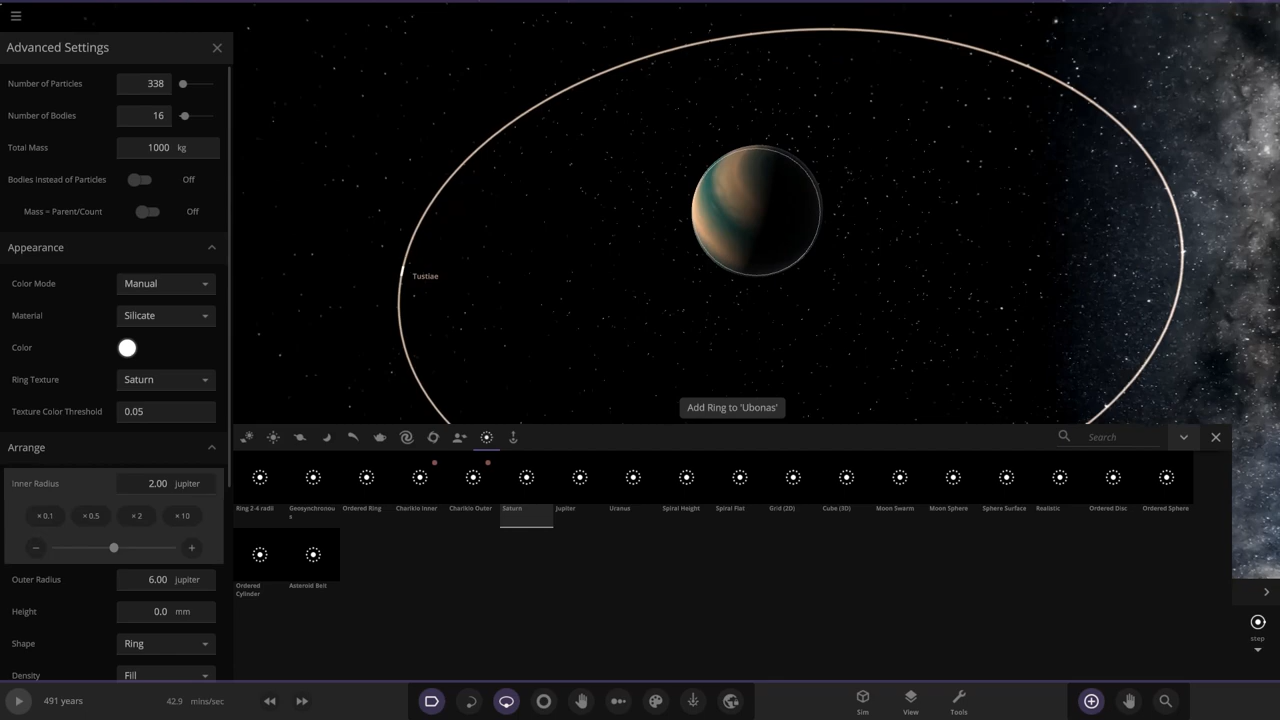 Advanced Settings
Number of Particles 338
Number of Bodies 16
Total Mass 1000 kg
Bodies Instead of Particles Off
Mass = Parent/Count Off
Appearance
Color Mode Manual
Material Silicate
Color
Ring Texture Saturn
Texture Color Threshold 0.05
Arrange
Inner Radius 2.00 jupiter
× 0.1 × 0.5 × 2 × 10
Outer Radius 6.00 jupiter
Height 0.0 mm
Shape Ring
Density Fill
Tustiae
Add Ring to 'Ubonas'
Search
Ring 2-4 radii Geosynchronous Ordered Ring Chariklo Inner Chariklo Outer Saturn Jupiter Uranus Spiral Height Spiral Flat Grid (2D) Cube (3D) Moon Swarm Moon Sphere Sphere Surface Realistic Ordered Disc Ordered Sphere
Ordered Cylinder Asteroid Belt
step
491 years 42.9 mins/sec Sim View Tools